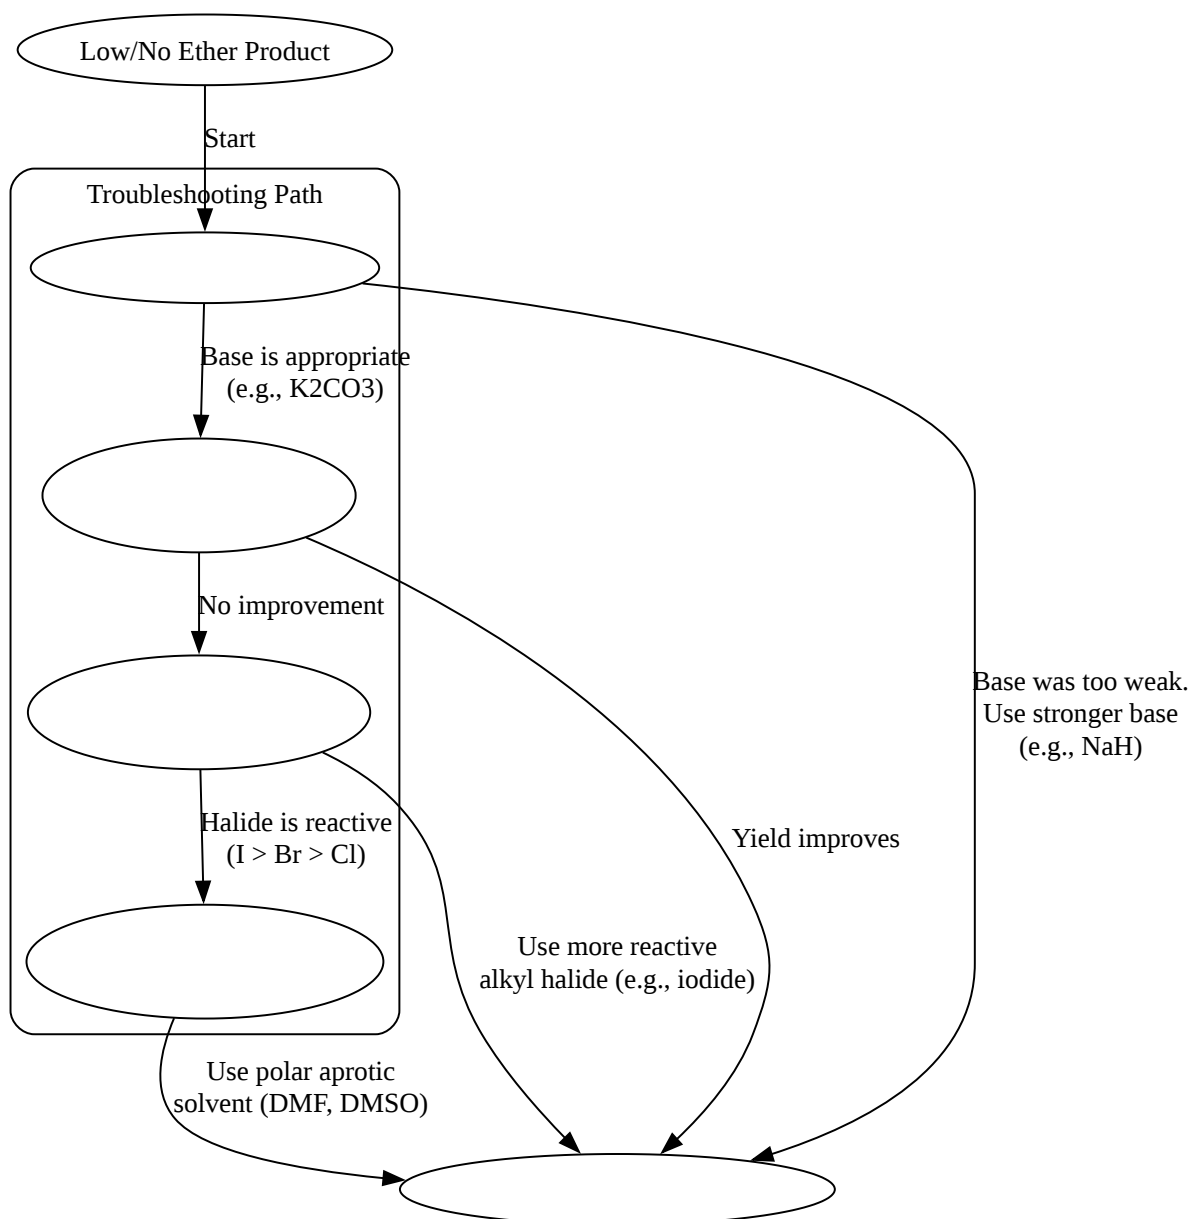 Low/No Ether Product
Start
Troubleshooting Path
Base is appropriate
(e.g., K2CO3)
No improvement
Base was too weak.
Use stronger base
(e.g., NaH)
Halide is reactive
(I > Br > Cl)
Yield improves
Use more reactive
alkyl halide (e.g., iodide)
Use polar aprotic
solvent (DMF, DMSO)